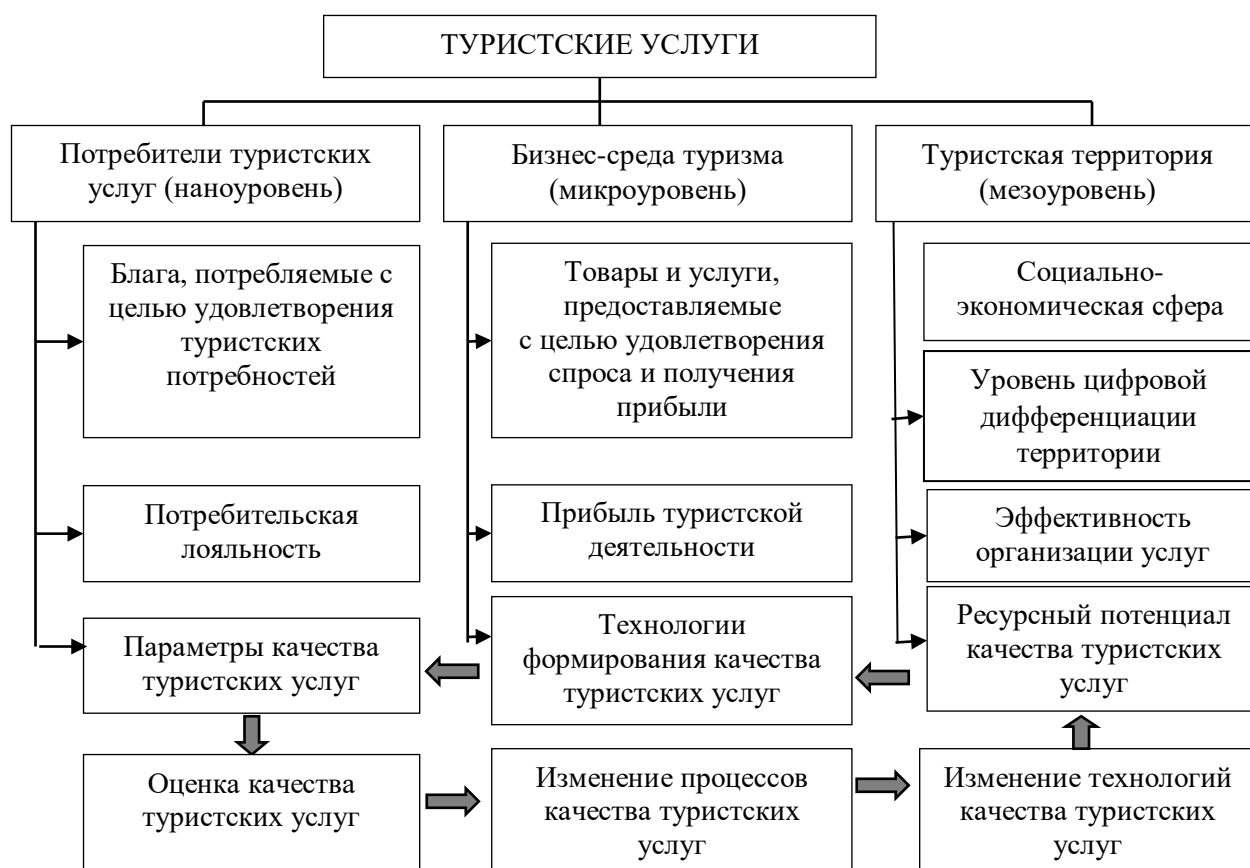 ТУРИСТСКИЕ УСЛУГИ
Потребители туристских
услуг (наноуровень)
Бизнес-среда туризма
(микроуровень)
Туристская территория
(мезоуровень)
Блага, потребляемые с
целью удовлетворения
туристских
потребностей
Товары и услуги,
предоставляемые
с целью удовлетворения
спроса и получения
прибыли
Социально-
экономическая сфера
Уровень цифровой
дифференциации
территории
Потребительская
лояльность
Прибыль туристской
деятельности
Эффективность
организации услуг
Параметры качества
туристских услуг
Технологии
формирования качества
туристских услуг
Ресурсный потенциал
качества туристских
услуг
Оценка качества
туристских услуг
Изменение процессов
качества туристских
услуг
Изменение технологий
качества туристских
услуг